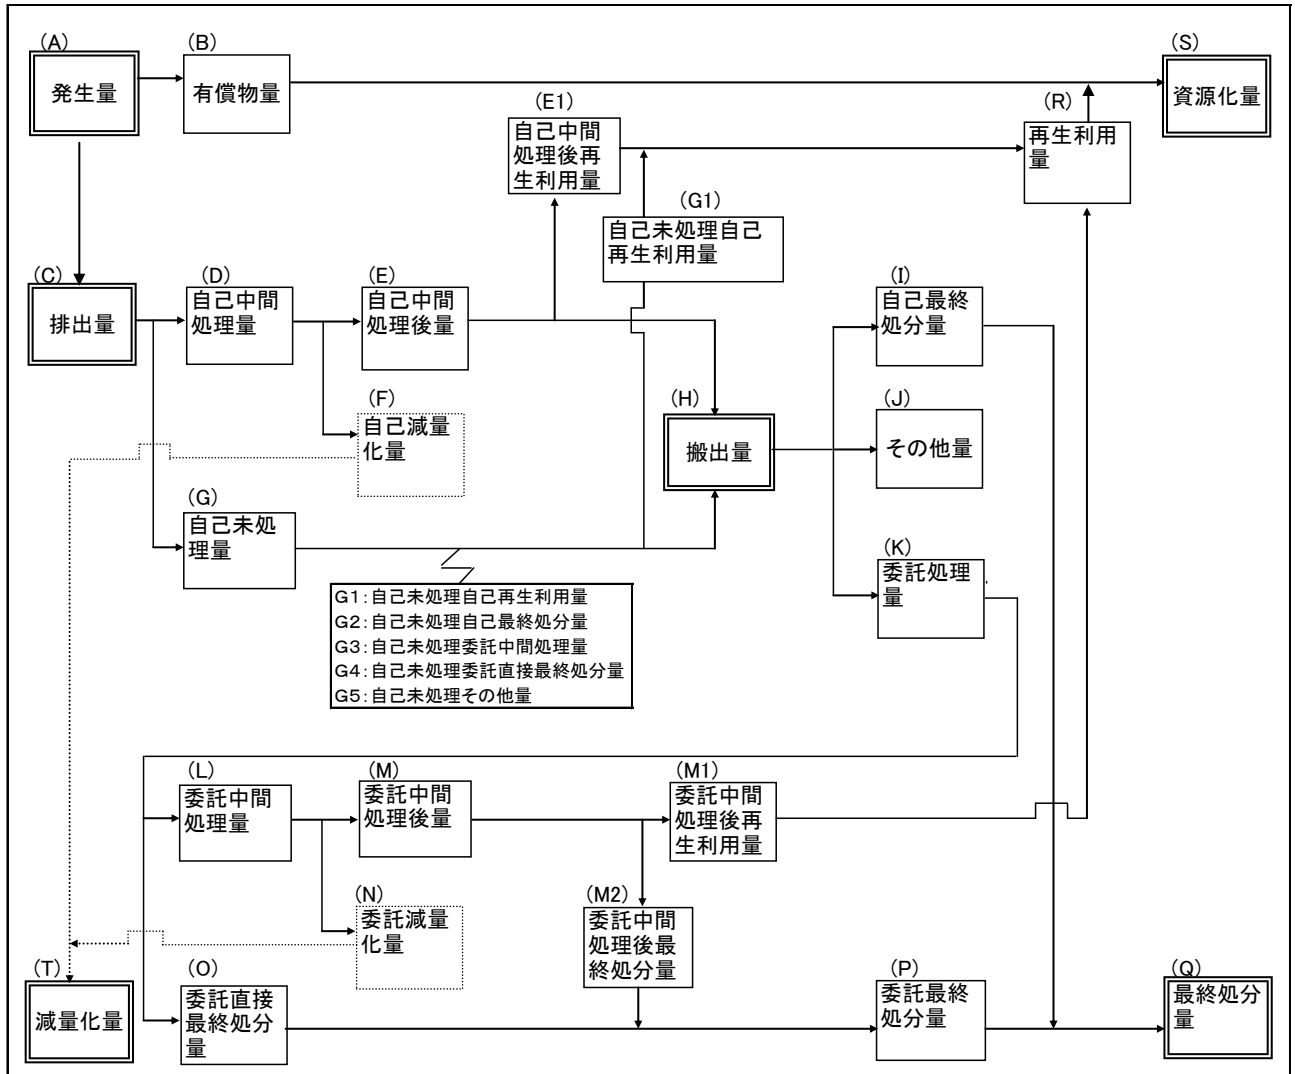 (A)
発生量
(B)
有償物量
(S)
資源化量
(E1)
自己中間
処理後再
生利用量
(R)
再生利用
量
(G1)
自己未処理自己
再生利用量
(C)
排出量
(D)
自己中間
処理量
(E)
自己中間
処理後量
(I)
自己最終
処分量
(F)
自己減量
化量
(H)
搬出量
(J)
その他量
(G)
自己未処
理量
(K)
委託処理
量
G1:自己未処理自己再生利用量
G2:自己未処理自己最終処分量
G3:自己未処理委託中間処理量
G4:自己未処理委託直接最終処分量
G5:自己未処理その他量
(L)
委託中間
処理量
(M)
委託中間
処理後量
(M1)
委託中間
処理後再
生利用量
(N)
委託減量
化量
(M2)
委託中間
処理後最
終処分量
(T)
減量化量
(O)
委託直接
最終処分
量
(P)
委託最終
処分量
(Q)
最終処分
量